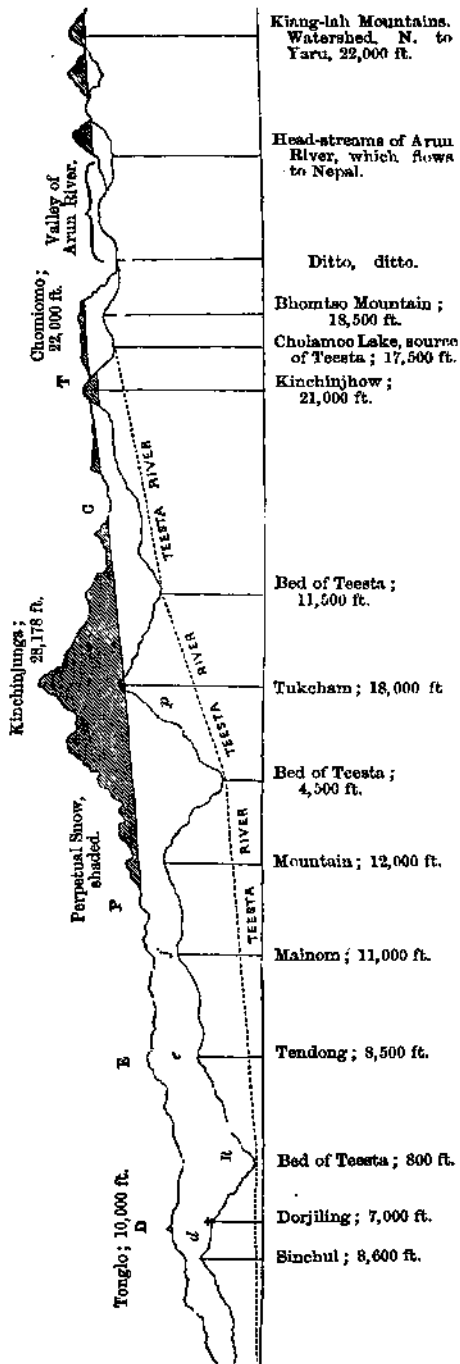 Kiang-lah Mountains.
Watershed, N. to
Yaru, 22,000 ft.
Head-streams of Arun
River, which flows
to Nepal.
Valley of
Arun River.
Ditto, ditto.
Chomiomo;
22,000 ft.
Bhomtso Mountain;
18,500 ft.
Cholamoo Lake, source
of Teesta; 17,500 ft.
T
Kinchinjhow;
21,000 ft.
TEESTA RIVER
C
Bed of Teesta;
11,500 ft.
Kinchinjunga;
28,178 ft.
TEESTA RIVER
Tukcham; 18,000 ft
p
Bed of Teesta;
4,500 ft.
Perpetual Snow,
shaded.
TEESTA RIVER
Mountain; 12,000 ft.
P
f
Mainom; 11,000 ft.
E
e
Tendong; 8,500 ft.
R
Bed of Teesta; 800 ft.
Tonglo; 10,000 ft.
D
d
Dorjiling; 7,000 ft.
Sinchul; 8,600 ft.